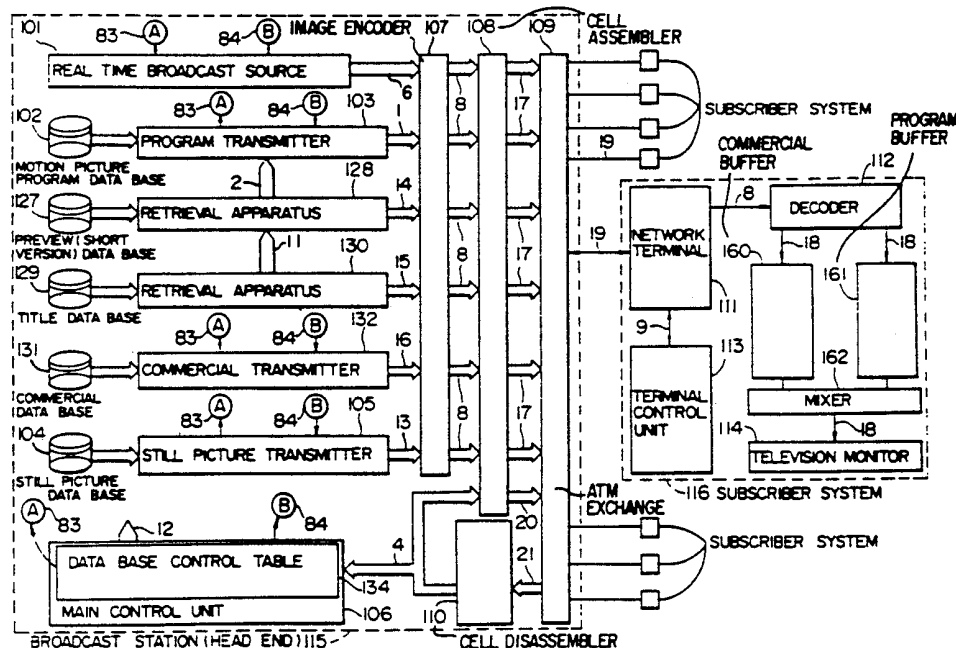 101
83
A
84
B
IMAGE ENCODER
107
108
109
CELL
ASSEMBLER
REAL TIME BROADCAST SOURCE
6
8
17
102
83
A
84
B
103
1
PROGRAM TRANSMITTER
8
17
19
SUBSCRIBER SYSTEM
MOTION PICTURE
PROGRAM DATA BASE
2
128
14
COMMERCIAL
BUFFER
PROGRAM
BUFFER
112
127
RETRIEVAL APPARATUS
8
17
8
DECODER
PREVIEW (SHORT
VERSION) DATA BASE
11
130
15
19
NETWORK
TERMINAL
160
18
18
161
129
RETRIEVAL APPARATUS
8
17
111
TITLE DATA BASE
83
A
84
B
132
16
9
113
162
131
COMMERCIAL TRANSMITTER
8
17
TERMINAL
CONTROL
UNIT
MIXER
COMMERCIAL
DATA BASE
83
A
84
B
105
13
114
18
104
STILL PICTURE TRANSMITTER
8
17
TELEVISION MONITOR
STILL PICTURE
DATA BASE
116 SUBSCRIBER SYSTEM
A
83
12
B
84
20
ATM
EXCHANGE
4
21
SUBSCRIBER SYSTEM
DATA BASE CONTROL TABLE
134
MAIN CONTROL UNIT
106
110
BROADCAST STATION (HEAD END) 115
CELL DISASSEMBLER